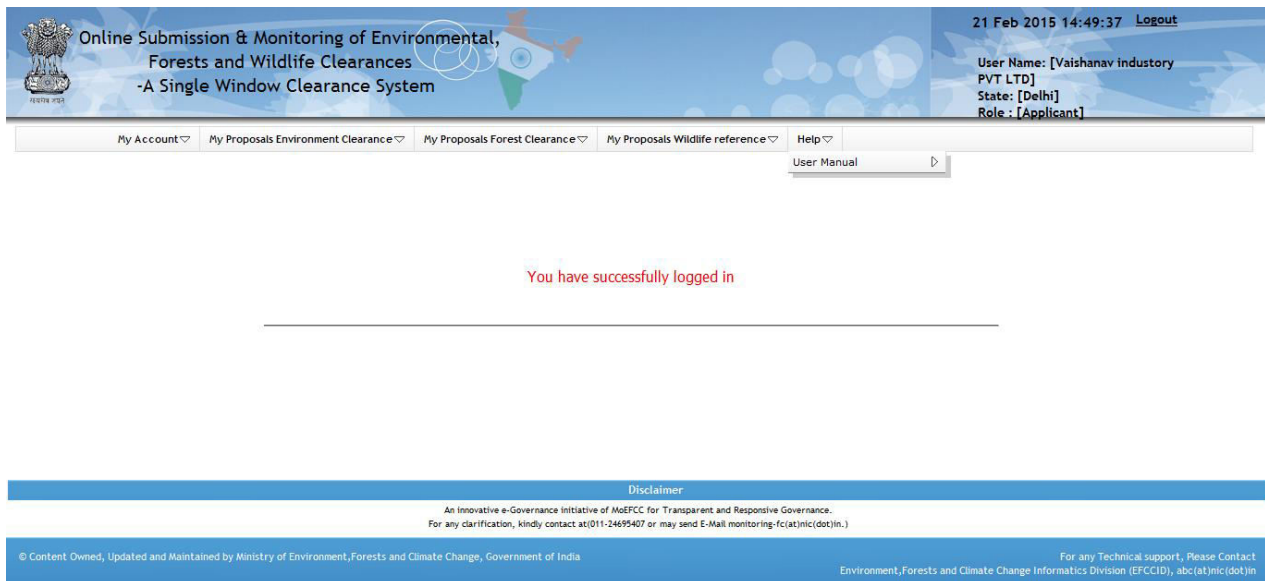 Online Submission & Monitoring of Environmental,
Forests and Wildlife Clearances
-A Single Window Clearance System
21 Feb 2015 14:49:37 Logout
User Name: [Vaishanav industory
PVT LTD]
State: [Delhi]
Role : [Applicant]
My Account My Proposals Environment Clearance My Proposals Forest Clearance My Proposals Wildlife reference Help
User Manual
You have successfully logged in
Disclaimer
An innovative e-Governance initiative of MoEFCC for Transparent and Responsive Governance.
For any clarification, kindly contact at(011-24695407 or may send E-Mail monitoring-fc(at)nic(dot)in.)
© Content Owned, Updated and Maintained by Ministry of Environment,Forests and Climate Change, Government of India
For any Technical support, Please Contact
Environment,Forests and Climate Change Informatics Division (EFCCID), abc(at)nic(dot)in